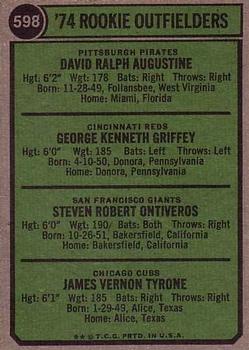 598 '74 ROOKIE OUTFIELDERS
PITTSBURGH PIRATES
DAVID RALPH AUGUSTINE
Hgt: 6'2" Wgt: 178 Bats: Right Throws: Right
Born: 11-28-49, Follansbee, West Virginia
Home: Miami, Florida
CINCINNATI REDS
GEORGE KENNETH GRIFFEY
Hgt: 6'0" Wgt: 185 Bats: Left Throws: Left
Born: 4-10-50, Donora, Pennsylvania
Home: Donora, Pennsylvania
SAN FRANCISCO GIANTS
STEVEN ROBERT ONTIVEROS
Hgt: 6'0" Wgt: 190 Bats: Both Throws: Right
Born: 10-26-51, Bakersfield, California
Home: Bakersfield, California
CHICAGO CUBS
JAMES VERNON TYRONE
Hgt: 6'1" Wgt: 185 Bats: Right Throws: Right
Born: 1-29-49, Alice, Texas
Home: Alice, Texas
** © T.C.G. PRTD. IN U.S.A.